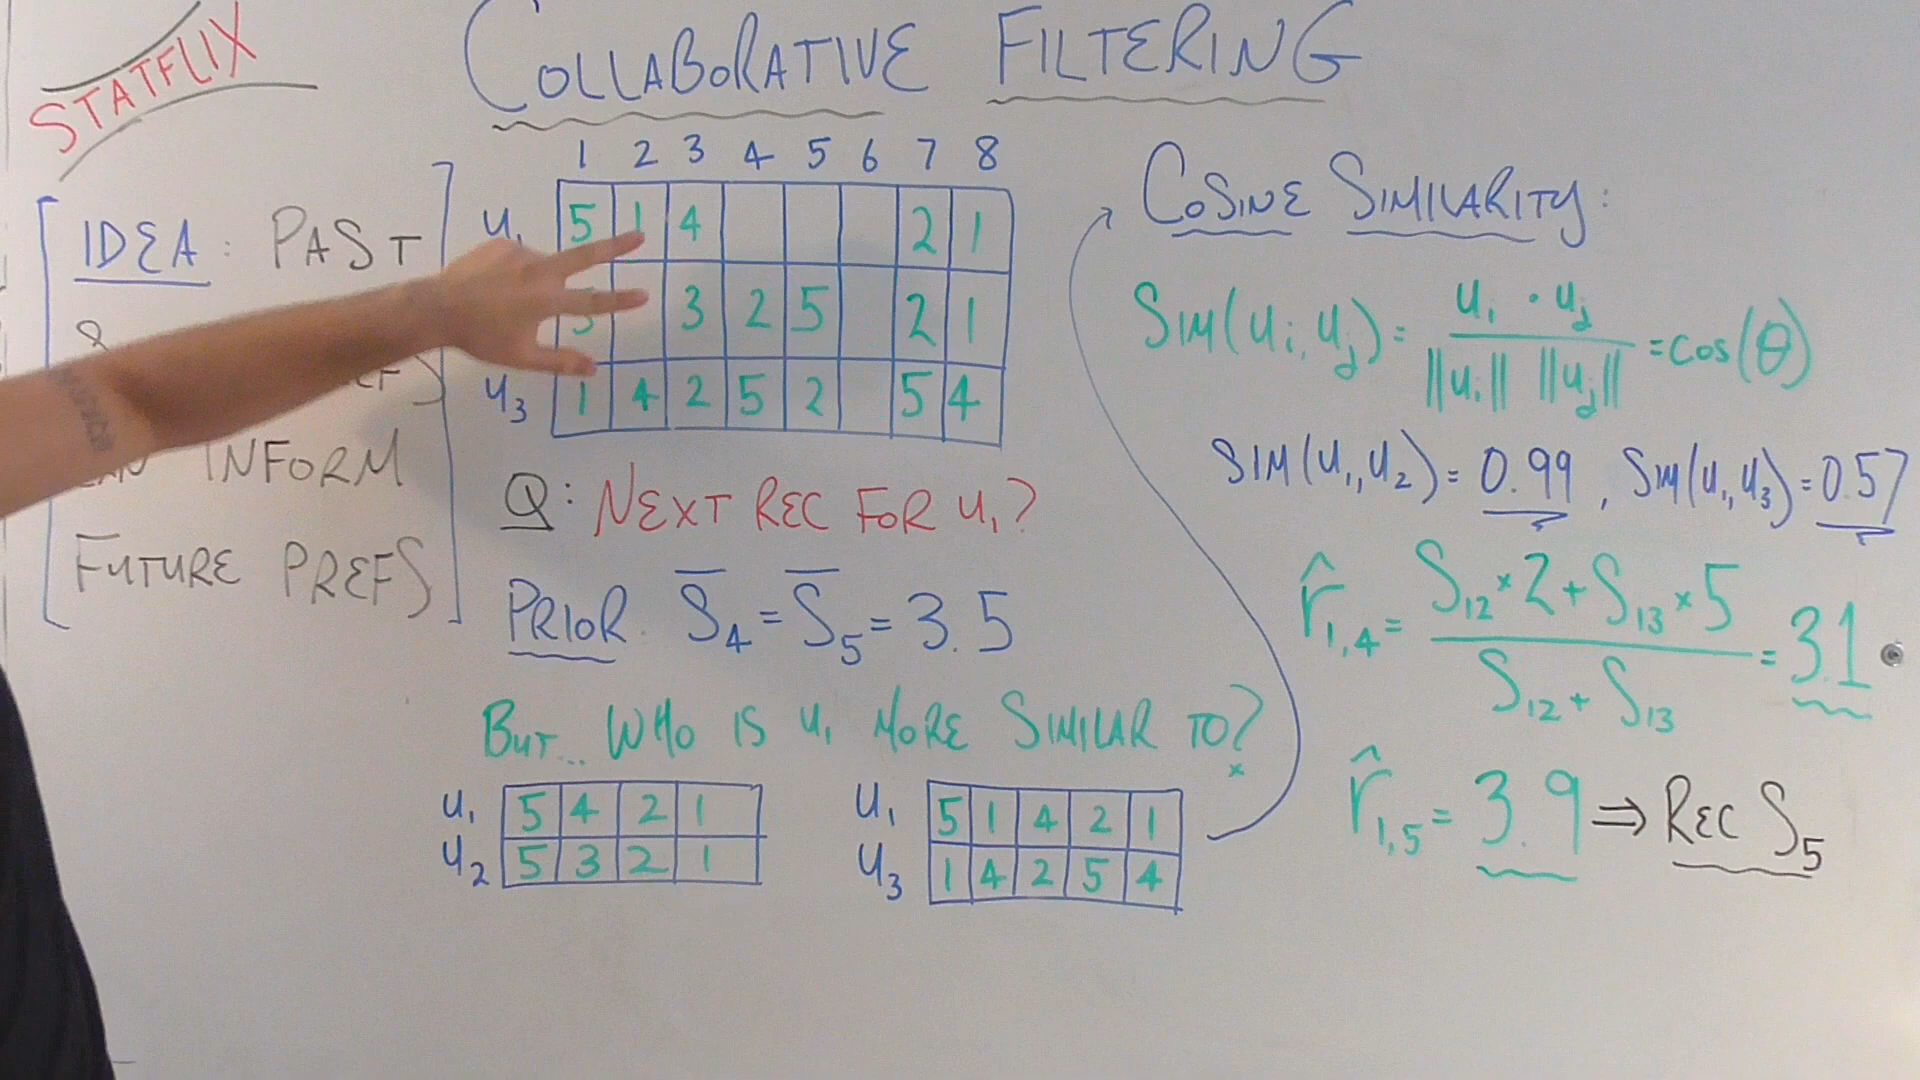 STATFLIX
COLLABORATIVE FILTERING
IDEA: PAST
INFORM
FUTURE PREFS
1 2 3 4 5 6 7 8
U₁ 5 1 4 2 1
3 2 5 2 1
U₃ 1 4 2 5 2 5 4
Q: NEXT REC FOR U₁?
PRIOR. S̄₄ = S̄₅ = 3.5
BUT... WHO IS U₁ MORE SIMILAR TO?
U₁ 5 4 2 1
U₂ 5 3 2 1
U₁ 5 1 4 2 1
U₃ 1 4 2 5 4
COSINE SIMILARITY:
SIM(Uᵢ, Uⱼ) = Uᵢ · Uⱼ / ||Uᵢ|| ||Uⱼ|| = cos(θ)
SIM(U₁, U₂) = 0.99, SIM(U₁, U₃) = 0.57
r̂₁,₄ = S₁₂ × 2 + S₁₃ × 5 / S₁₂ + S₁₃ = 3.1
r̂₁,₅ = 3.9 ⇒ REC S₅